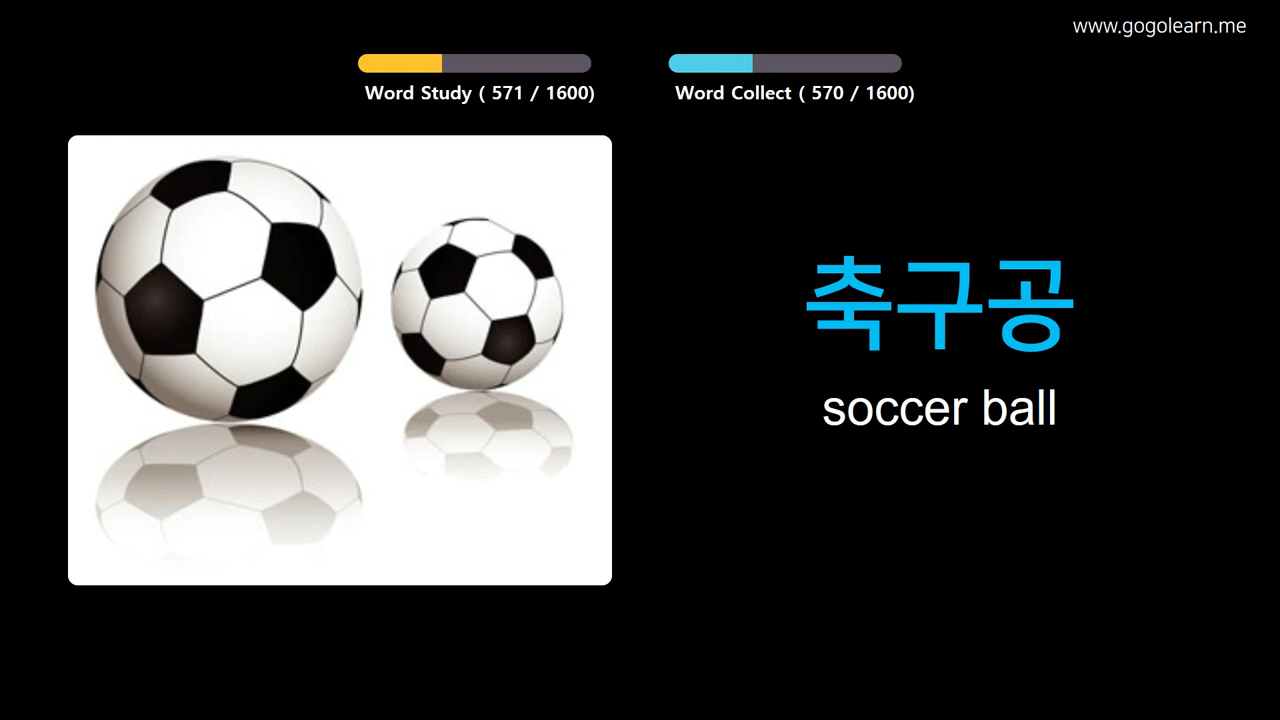 www.gogolearn.me
Word Study ( 571 / 1600)
Word Collect ( 570 / 1600)
축구공
soccer ball